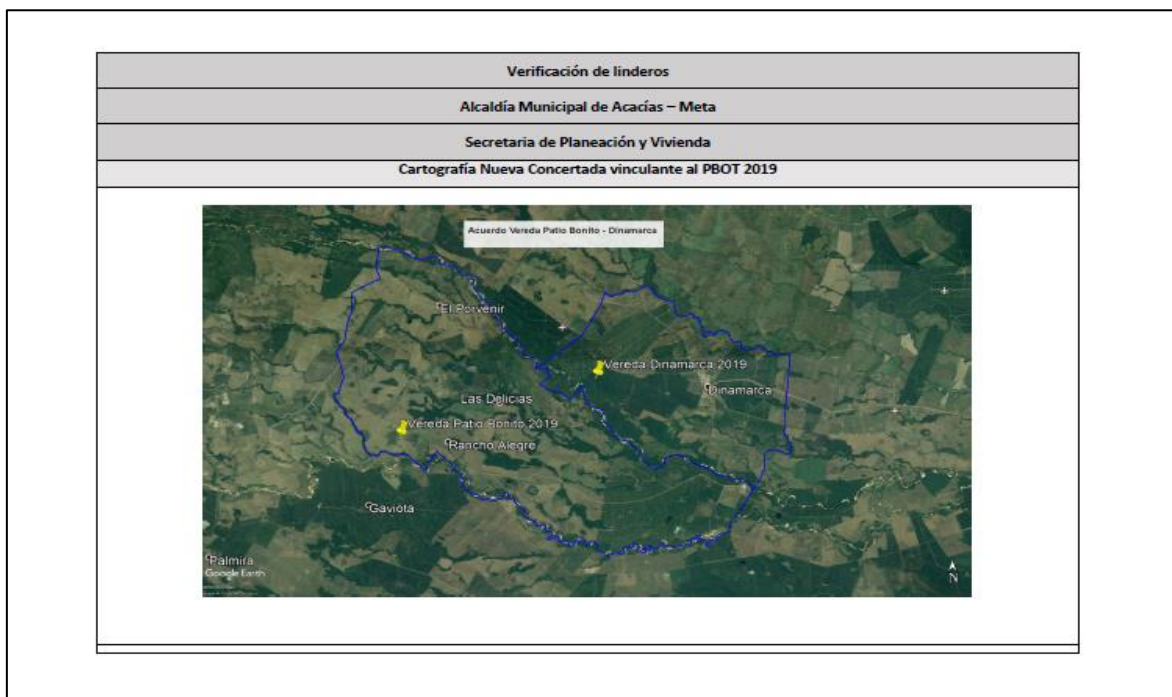 Verificación de linderos
Alcaldía Municipal de Acacías – Meta
Secretaria de Planeación y Vivienda
Cartografía Nueva Concertada vinculante al PBOT 2019
Acuerdo Vereda Patio Bonito - Dinamarca
El Porvenir
Vereda Dinamarca 2019
Dinamarca
Las Delicias
Vereda Patio Bonito 2019
Rancho Alegre
Gaviota
Palmira
Google Earth
N